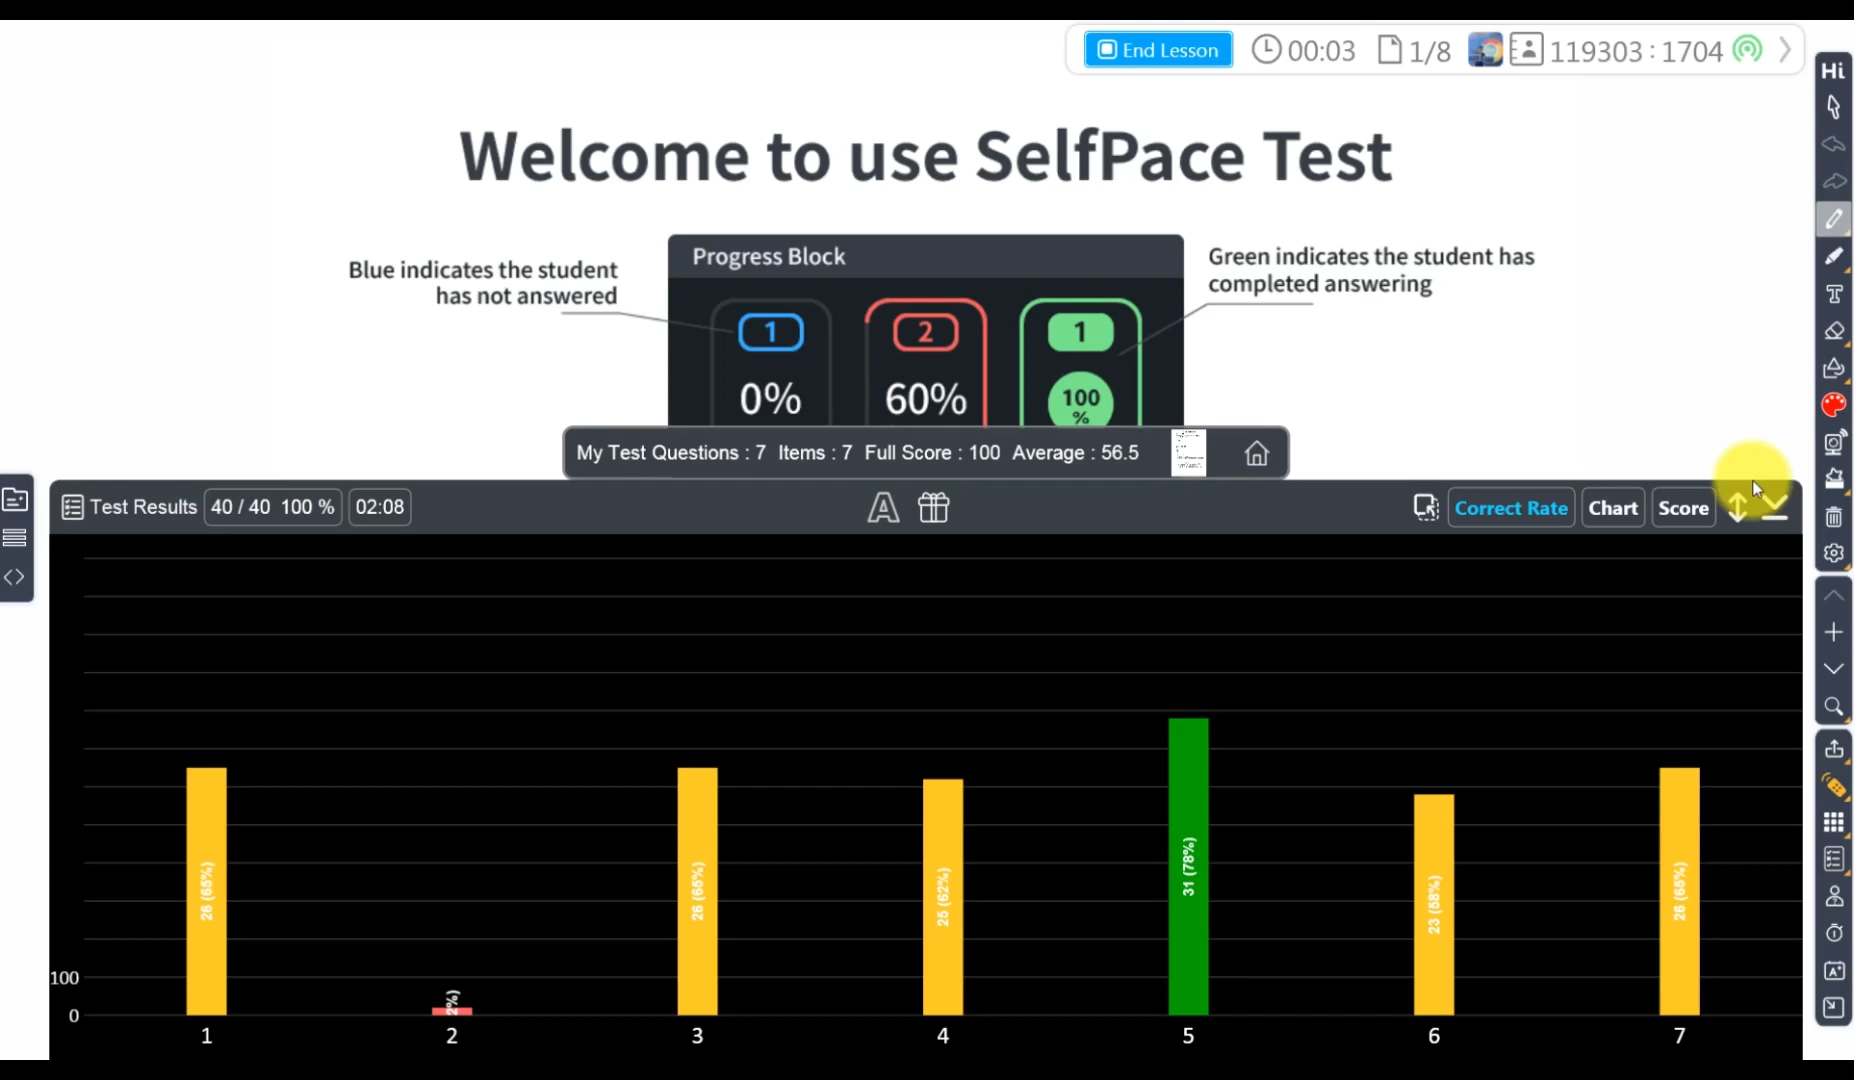 End Lesson 00:03 1/8 119303 : 1704
Hi
Welcome to use SelfPace Test
Blue indicates the student
has not answered
Progress Block
Green indicates the student has
completed answering
1 2 1
0% 60% 100
%
My Test Questions : 7 Items : 7 Full Score : 100 Average : 56.5
Test Results 40 / 40 100 % 02:08 Correct Rate Chart Score
26 (65%)
2%)
26 (65%)
25 (62%)
31 (78%)
23 (58%)
26 (65%)
100
0
1 2 3 4 5 6 7